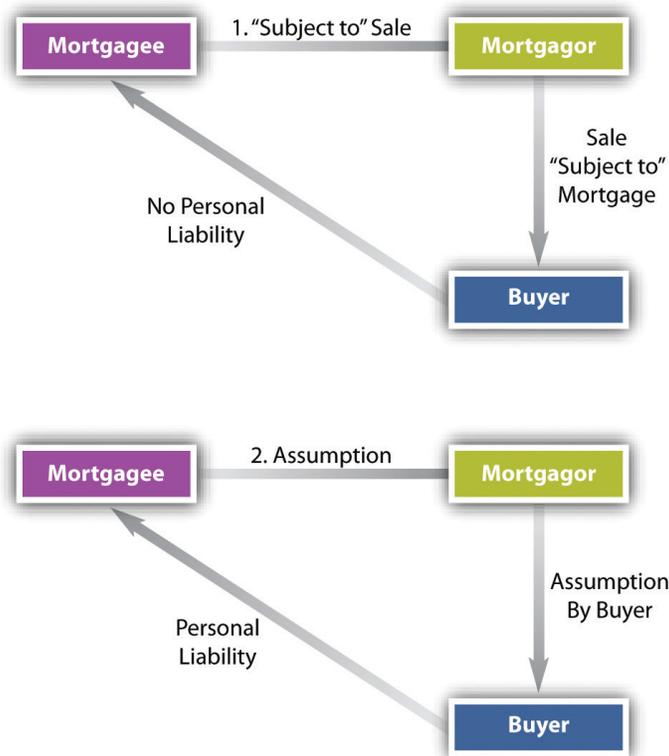 Mortgagee
1. “Subject to” Sale
Mortgagor
Sale
“Subject to”
Mortgage
No Personal
Liability
Buyer
Mortgagee
2. Assumption
Mortgagor
Assumption
By Buyer
Personal
Liability
Buyer